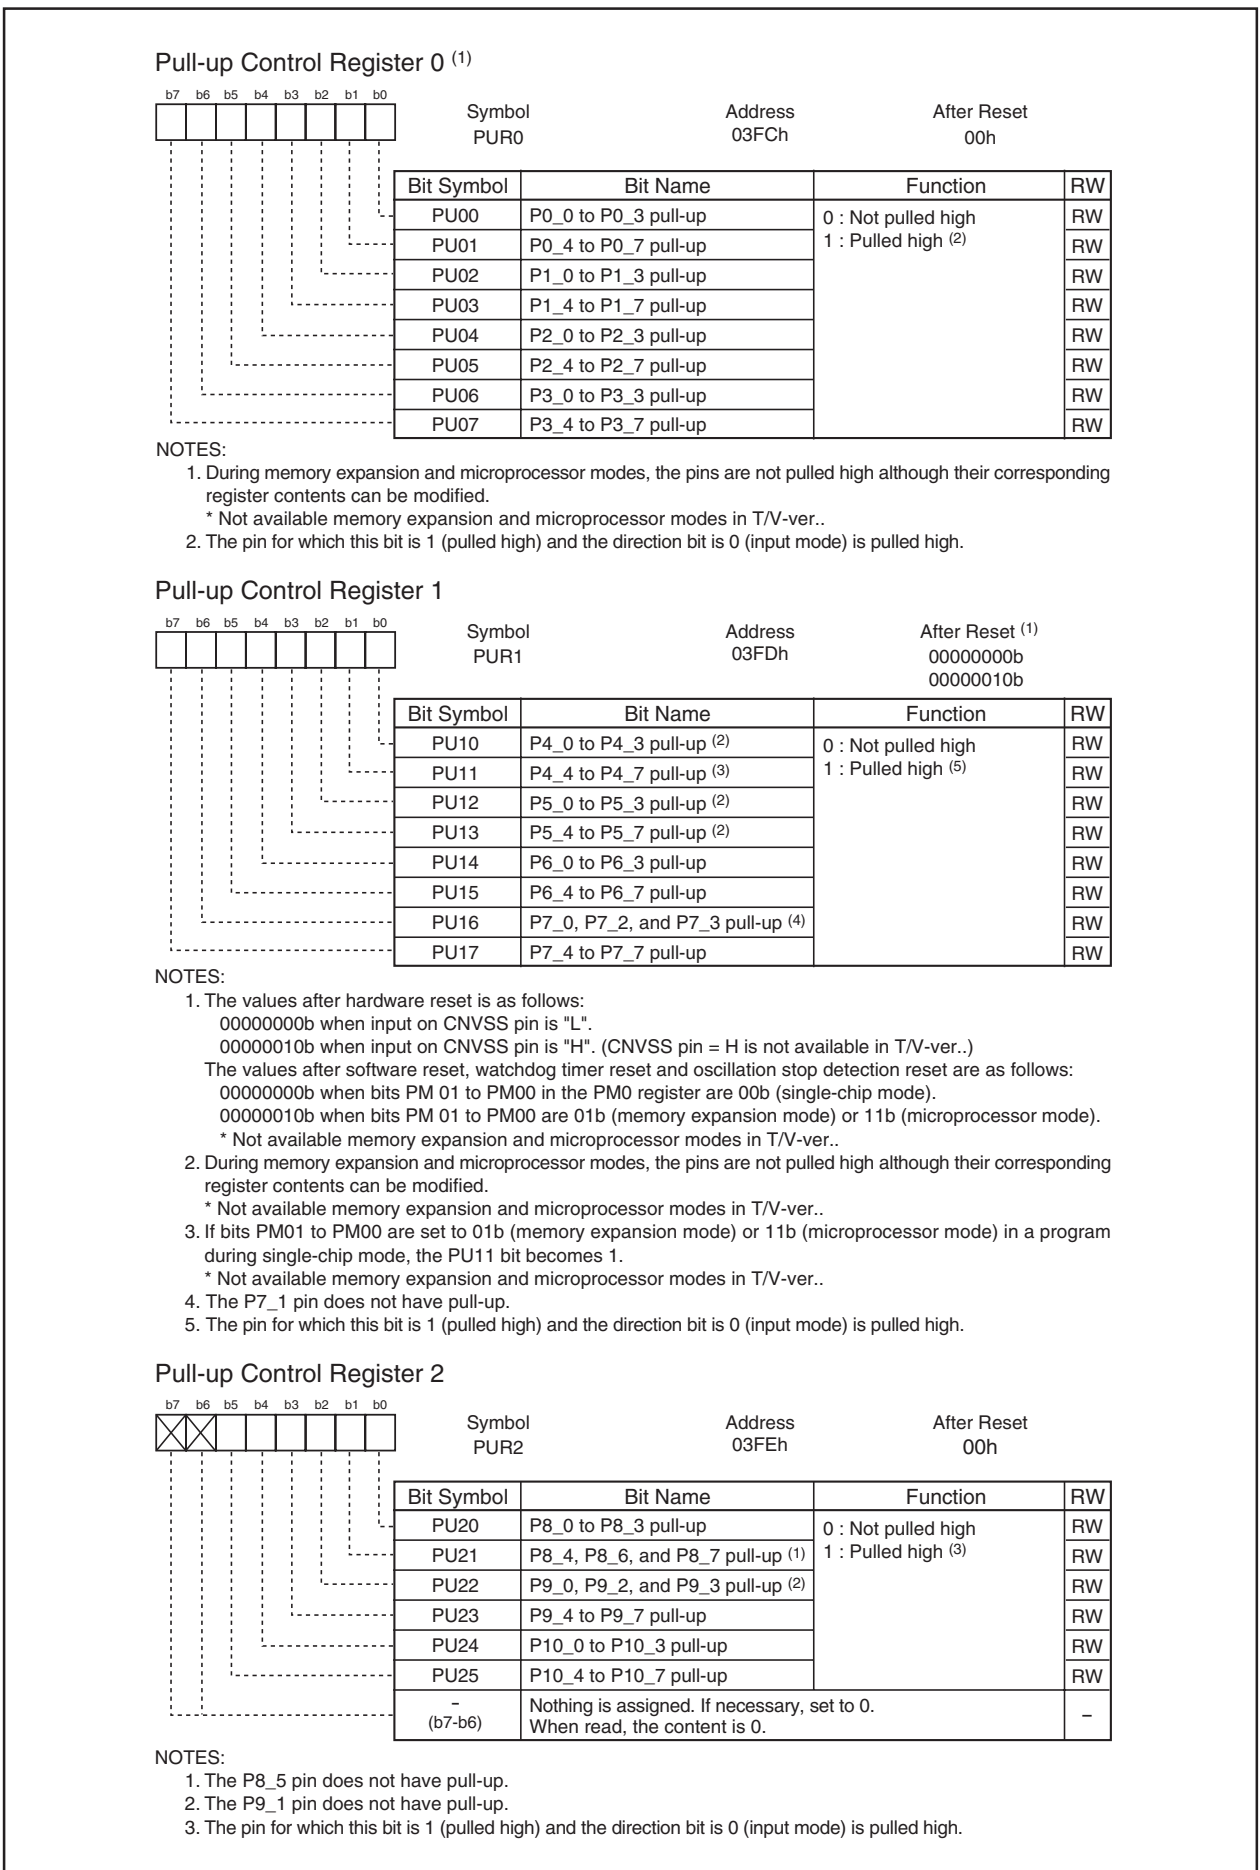 Pull-up Control Register 0 (1)
b7 b6 b5 b4 b3 b2 b1 b0
Symbol Address After Reset
PUR0 03FCh 00h
Bit Symbol Bit Name Function RW
PU00 P0_0 to P0_3 pull-up 0 : Not pulled high RW
PU01 P0_4 to P0_7 pull-up 1 : Pulled high (2) RW
PU02 P1_0 to P1_3 pull-up RW
PU03 P1_4 to P1_7 pull-up RW
PU04 P2_0 to P2_3 pull-up RW
PU05 P2_4 to P2_7 pull-up RW
PU06 P3_0 to P3_3 pull-up RW
PU07 P3_4 to P3_7 pull-up RW
NOTES:
1. During memory expansion and microprocessor modes, the pins are not pulled high although their corresponding
register contents can be modified.
* Not available memory expansion and microprocessor modes in T/V-ver..
2. The pin for which this bit is 1 (pulled high) and the direction bit is 0 (input mode) is pulled high.
Pull-up Control Register 1
b7 b6 b5 b4 b3 b2 b1 b0
Symbol Address After Reset (1)
PUR1 03FDh 00000000b
00000010b
Bit Symbol Bit Name Function RW
PU10 P4_0 to P4_3 pull-up (2) 0 : Not pulled high RW
PU11 P4_4 to P4_7 pull-up (3) 1 : Pulled high (5) RW
PU12 P5_0 to P5_3 pull-up (2) RW
PU13 P5_4 to P5_7 pull-up (2) RW
PU14 P6_0 to P6_3 pull-up RW
PU15 P6_4 to P6_7 pull-up RW
PU16 P7_0, P7_2, and P7_3 pull-up (4) RW
PU17 P7_4 to P7_7 pull-up RW
NOTES:
1. The values after hardware reset is as follows:
00000000b when input on CNVSS pin is "L".
00000010b when input on CNVSS pin is "H". (CNVSS pin = H is not available in T/V-ver..)
The values after software reset, watchdog timer reset and oscillation stop detection reset are as follows:
00000000b when bits PM 01 to PM00 in the PM0 register are 00b (single-chip mode).
00000010b when bits PM 01 to PM00 are 01b (memory expansion mode) or 11b (microprocessor mode).
* Not available memory expansion and microprocessor modes in T/V-ver..
2. During memory expansion and microprocessor modes, the pins are not pulled high although their corresponding
register contents can be modified.
* Not available memory expansion and microprocessor modes in T/V-ver..
3. If bits PM01 to PM00 are set to 01b (memory expansion mode) or 11b (microprocessor mode) in a program
during single-chip mode, the PU11 bit becomes 1.
* Not available memory expansion and microprocessor modes in T/V-ver..
4. The P7_1 pin does not have pull-up.
5. The pin for which this bit is 1 (pulled high) and the direction bit is 0 (input mode) is pulled high.
Pull-up Control Register 2
b7 b6 b5 b4 b3 b2 b1 b0
Symbol Address After Reset
PUR2 03FEh 00h
Bit Symbol Bit Name Function RW
PU20 P8_0 to P8_3 pull-up 0 : Not pulled high RW
PU21 P8_4, P8_6, and P8_7 pull-up (1) 1 : Pulled high (3) RW
PU22 P9_0, P9_2, and P9_3 pull-up (2) RW
PU23 P9_4 to P9_7 pull-up RW
PU24 P10_0 to P10_3 pull-up RW
PU25 P10_4 to P10_7 pull-up RW
– Nothing is assigned. If necessary, set to 0. –
(b7-b6) When read, the content is 0.
NOTES:
1. The P8_5 pin does not have pull-up.
2. The P9_1 pin does not have pull-up.
3. The pin for which this bit is 1 (pulled high) and the direction bit is 0 (input mode) is pulled high.